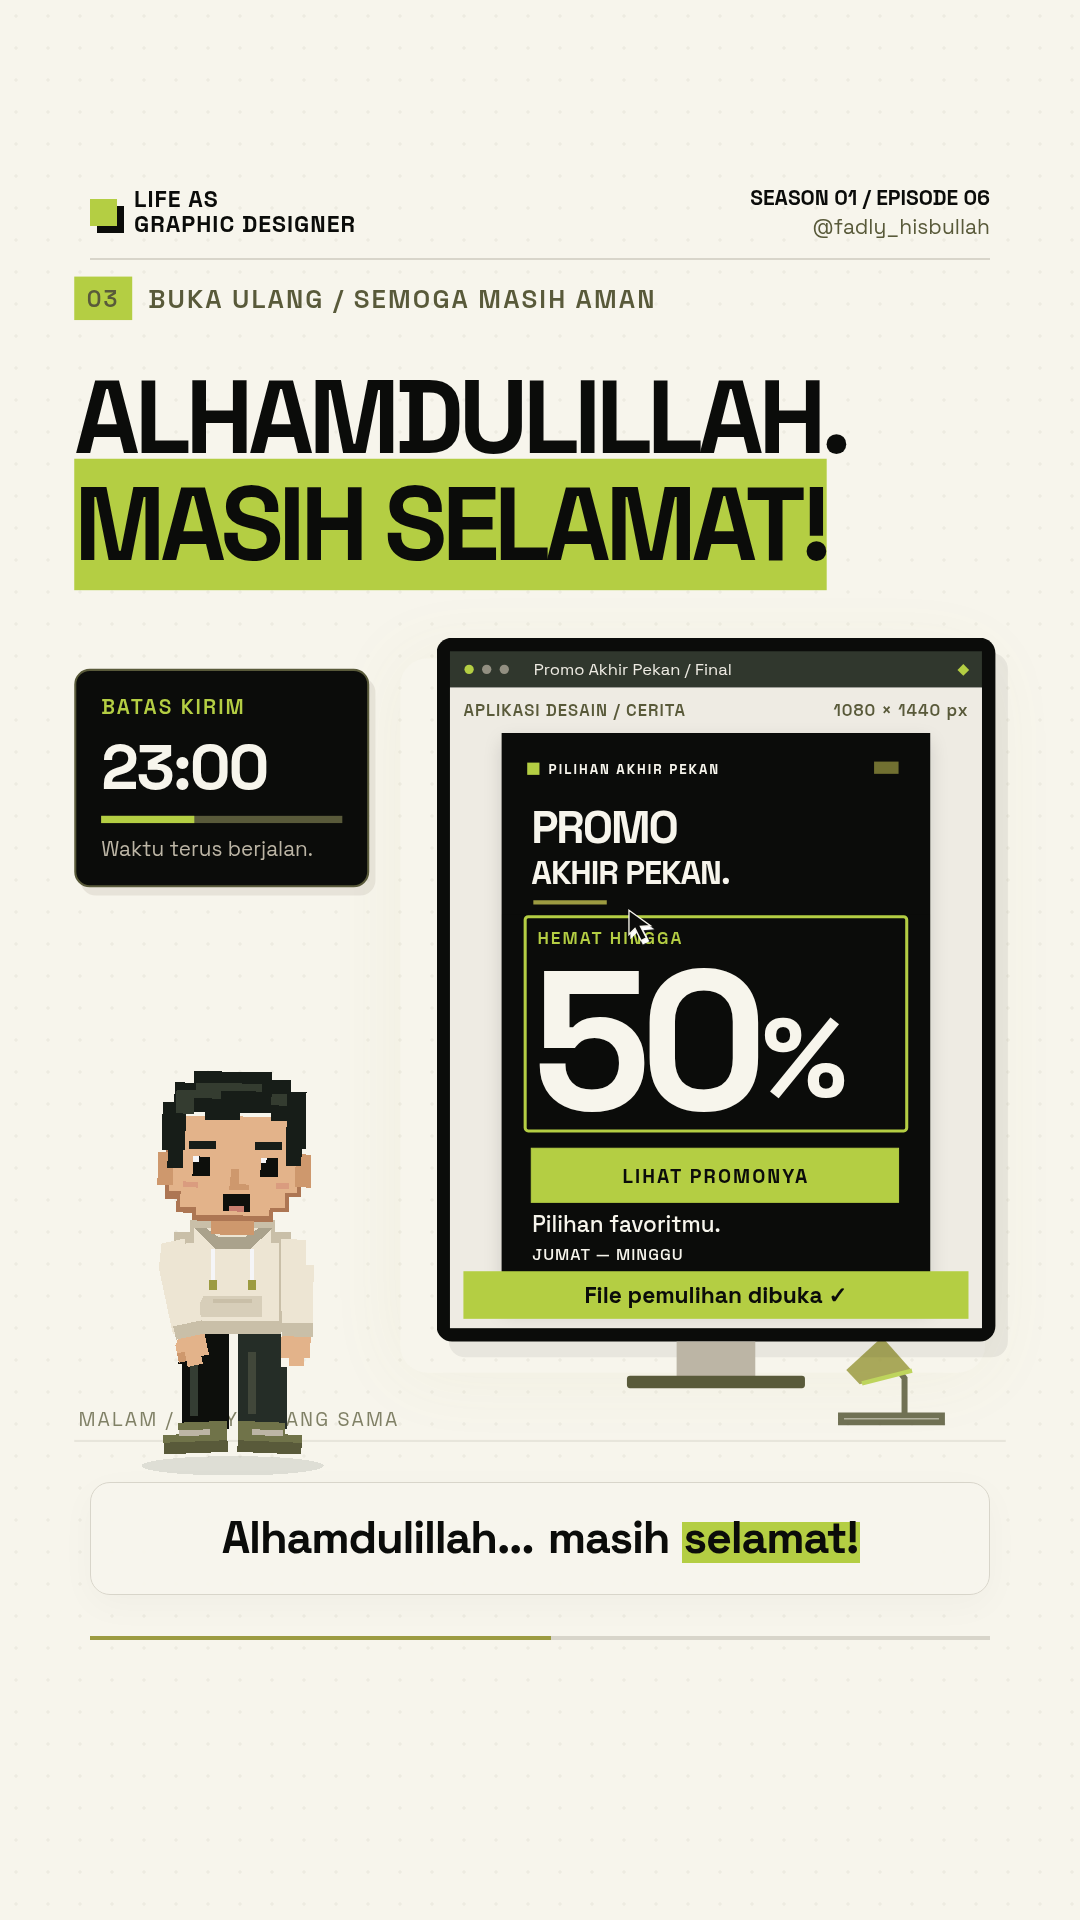 LIFE AS
GRAPHIC DESIGNER
SEASON 01 / EPISODE 06
@fadly_hisbullah
03 BUKA ULANG / SEMOGA MASIH AMAN
ALHAMDULILLAH.
MASIH SELAMAT!
BATAS KIRIM
23:00
Waktu terus berjalan.
Promo Akhir Pekan / Final
APLIKASI DESAIN / CERITA
1080 × 1440 px
PILIHAN AKHIR PEKAN
PROMO
AKHIR PEKAN.
HEMAT HINGGA
50%
LIHAT PROMONYA
Pilihan favoritmu.
JUMAT — MINGGU
File pemulihan dibuka ✓
MALAM / ANG SAMA
Alhamdulillah... masih selamat!